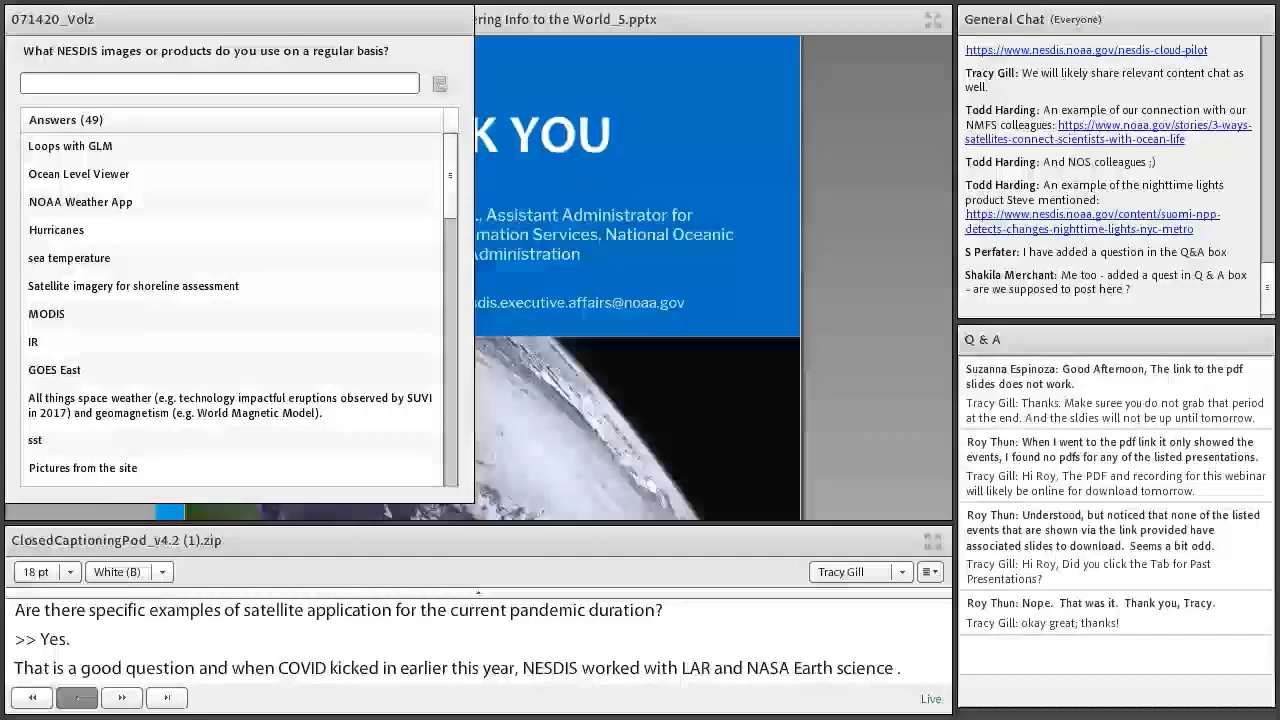 071420_Volz
What NESDIS images or products do you use on a regular basis?
Answers (49)
Loops with GLM
Ocean Level Viewer
NOAA Weather App
Hurricanes
sea temperature
Satellite imagery for shoreline assessment
MODIS
IR
GOES East
All things space weather (e.g. technology impactful eruptions observed by SUVI
in 2017) and geomagnetism (e.g. World Magnetic Model).
sst
Pictures from the site
ering Info to the World_5.pptx
K YOU
., Assistant Administrator for
mation Services, National Oceanic
Administration
sdis.executive.affairs@noaa.gov
ClosedCaptioningPod_v4.2 (1).zip
18 pt
White (B)
Tracy Gill
Are there specific examples of satellite application for the current pandemic duration?
>> Yes.
That is a good question and when COVID kicked in earlier this year, NESDIS worked with LAR and NASA Earth science .
Live
General Chat (Everyone)
https://www.nesdis.noaa.gov/nesdis-cloud-pilot
Tracy Gill: We will likely share relevant content chat as
well.
Todd Harding: An example of our connection with our
NMFS colleagues: https://www.noaa.gov/stories/3-ways-
satellites-connect-scientists-with-ocean-life
Todd Harding: And NOS colleagues ;)
Todd Harding: An example of the nighttime lights
product Steve mentioned:
https://www.nesdis.noaa.gov/content/suomi-npp-
detects-changes-nighttime-lights-nyc-metro
S Perfater: I have added a question in the Q&A box
Shakila Merchant: Me too - added a quest in Q & A box
- are we supposed to post here ?
Q & A
Suzanna Espinoza: Good Afternoon, The link to the pdf
slides does not work.
Tracy Gill: Thanks. Make suree you do not grab that period
at the end. And the sldies will not be up until tomorrow.
Roy Thun: When I went to the pdf link it only showed the
events, I found no pdfs for any of the listed presentations.
Tracy Gill: Hi Roy, The PDF and recording for this webinar
will likely be online for download tomorrow.
Roy Thun: Understood, but noticed that none of the listed
events that are shown via the link provided have
associated slides to download.  Seems a bit odd.
Tracy Gill: Hi Roy, Did you click the Tab for Past
Presentations?
Roy Thun: Nope.  That was it.  Thank you, Tracy.
Tracy Gill: okay great; thanks!